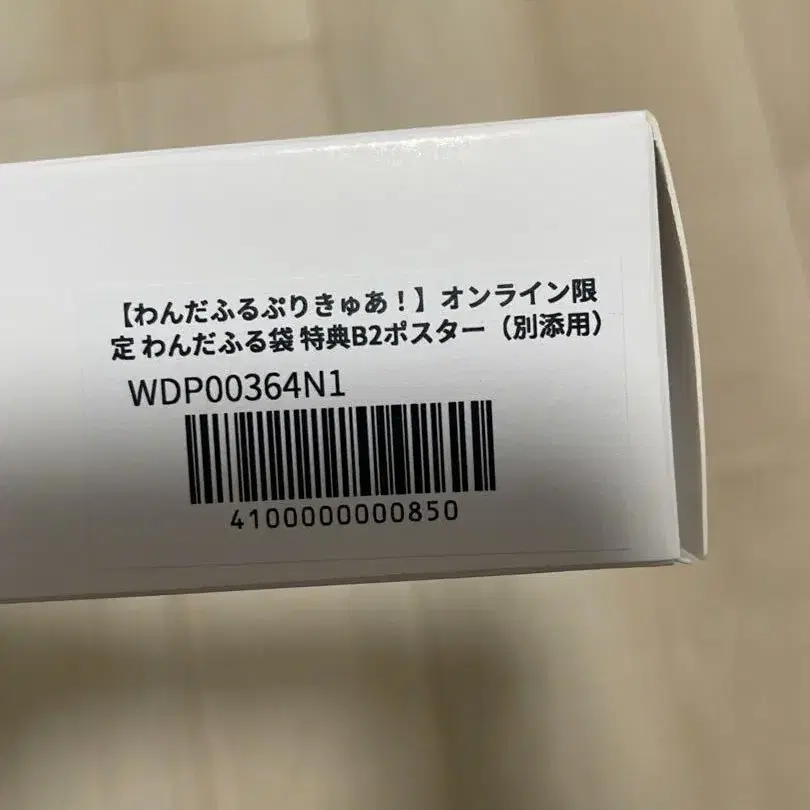 【わんだふるぷりきゅあ！】オンライン限
定 わんだふる袋 特典B2ポスター（別添用）
WDP00364N1
4100000000850